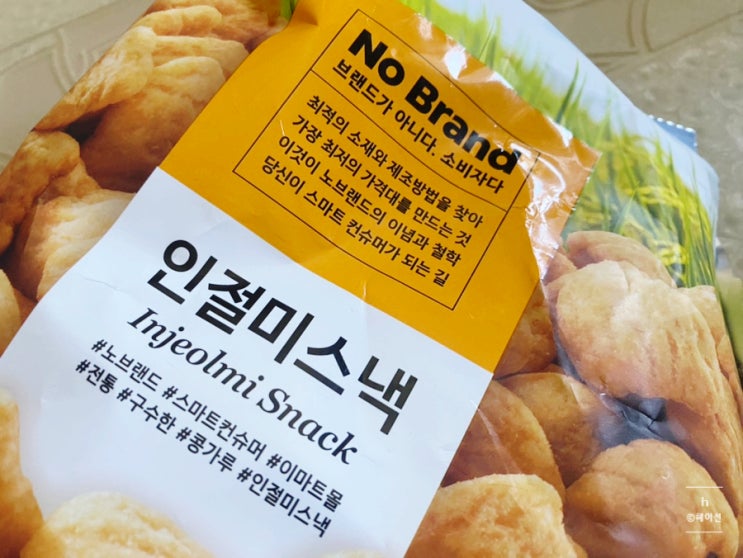 No Brand
브랜드가 아니다. 소비자다
최적의 소재와 제조방법을 찾아
가장 최저의 가격대를 만드는 것
이것이 노브랜드의 이념과 철학
당신이 스마트 컨슈머가 되는 길
인절미스낵
Injeolmi Snack
#노브랜드 #스마트컨슈머 #이마트몰
#전통 #구수한 #콩가루 #인절미스낵
h
©헤이션